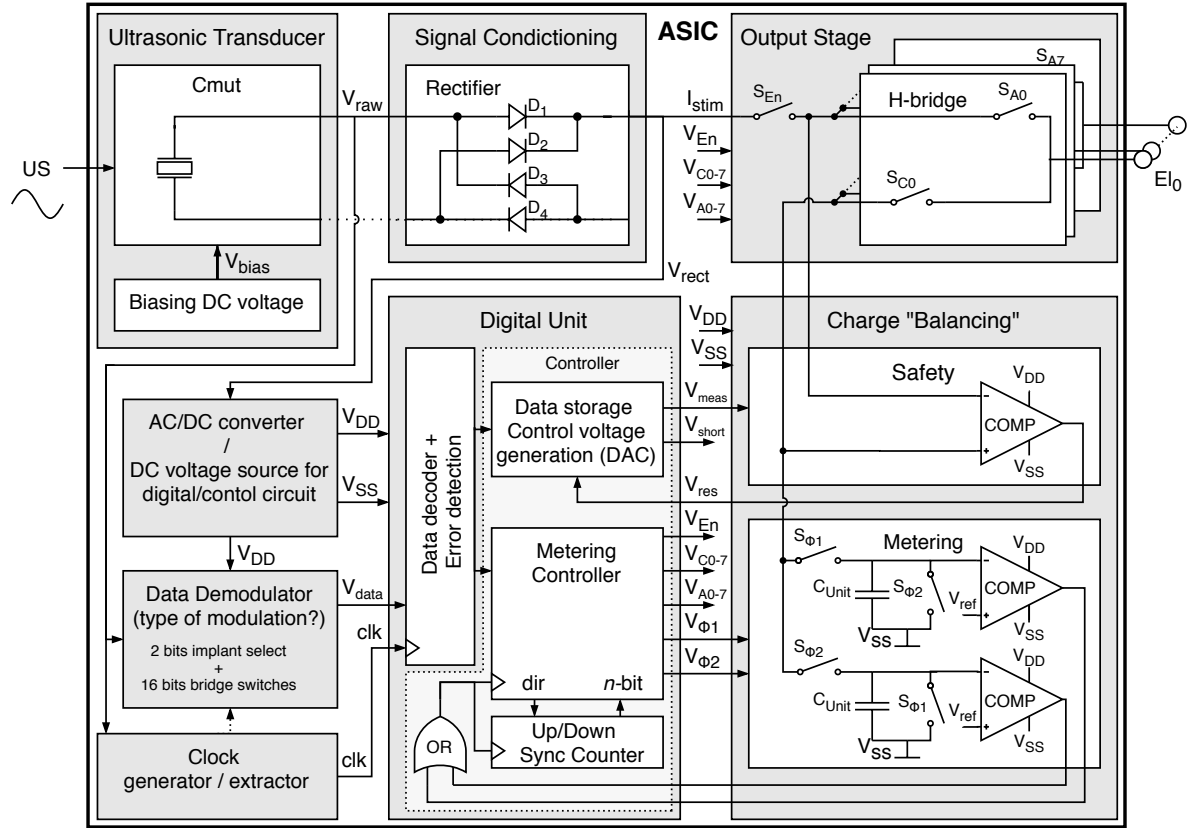 Ultrasonic Transducer
Cmut
US
V_bias
Biasing DC voltage
V_raw
Signal Condictioning
Rectifier
D1
D2
D3
D4
V_rect
ASIC
Output Stage
I_stim
V_En
V_C0-7
V_A0-7
S_En
S_A7
H-bridge
S_A0
S_C0
El_0
AC/DC converter
/
DC voltage source for
digital/contol circuit
V_DD
V_SS
V_DD
Data Demodulator
(type of modulation?)
2 bits implant select
+
16 bits bridge switches
V_data
clk
Clock
generator / extractor
clk
Digital Unit
Data decoder +
Error detection
Controller
Data storage
Control voltage
generation (DAC)
Metering
Controller
dir
n-bit
Up/Down
Sync Counter
OR
V_DD
V_SS
V_meas
V_short
V_res
V_En
V_C0-7
V_A0-7
V_Φ1
V_Φ2
Charge "Balancing"
Safety
V_DD
−
COMP
+
V_SS
Metering
S_Φ1
C_Unit
S_Φ2
V_SS
V_ref
V_DD
−
COMP
+
V_SS
S_Φ2
C_Unit
S_Φ1
V_SS
V_ref
V_DD
−
COMP
+
V_SS